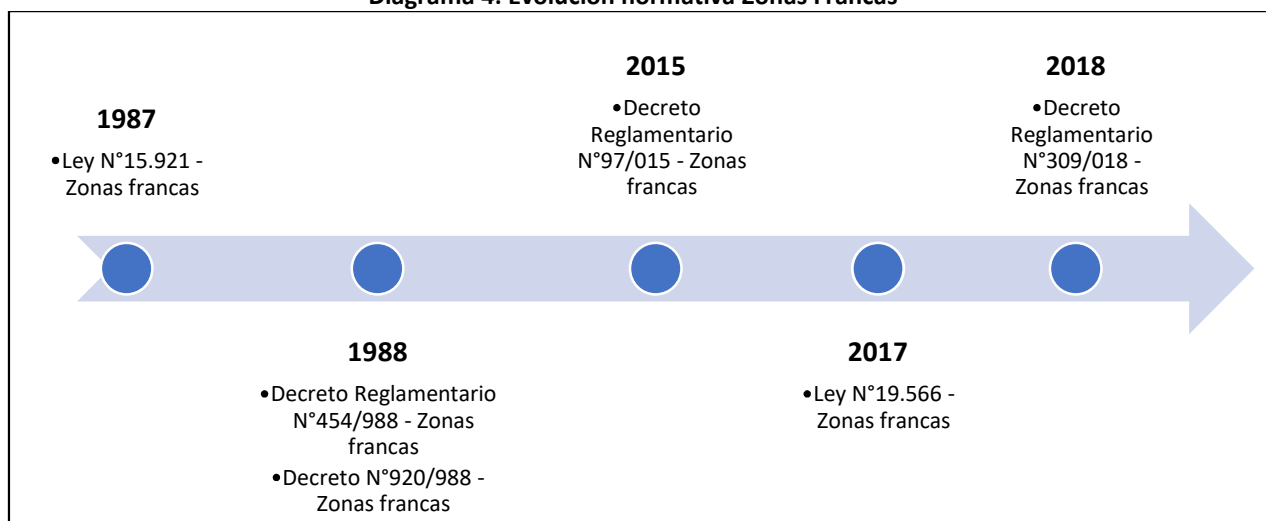 Diagrama 4: Evolución normativa Zonas Francas
1987
•Ley N°15.921 -
Zonas francas
1988
•Decreto Reglamentario
N°454/988 - Zonas
francas
•Decreto N°920/988 -
Zonas francas
2015
•Decreto
Reglamentario
N°97/015 - Zonas
francas
2017
•Ley N°19.566 -
Zonas francas
2018
•Decreto
Reglamentario
N°309/018 -
Zonas francas